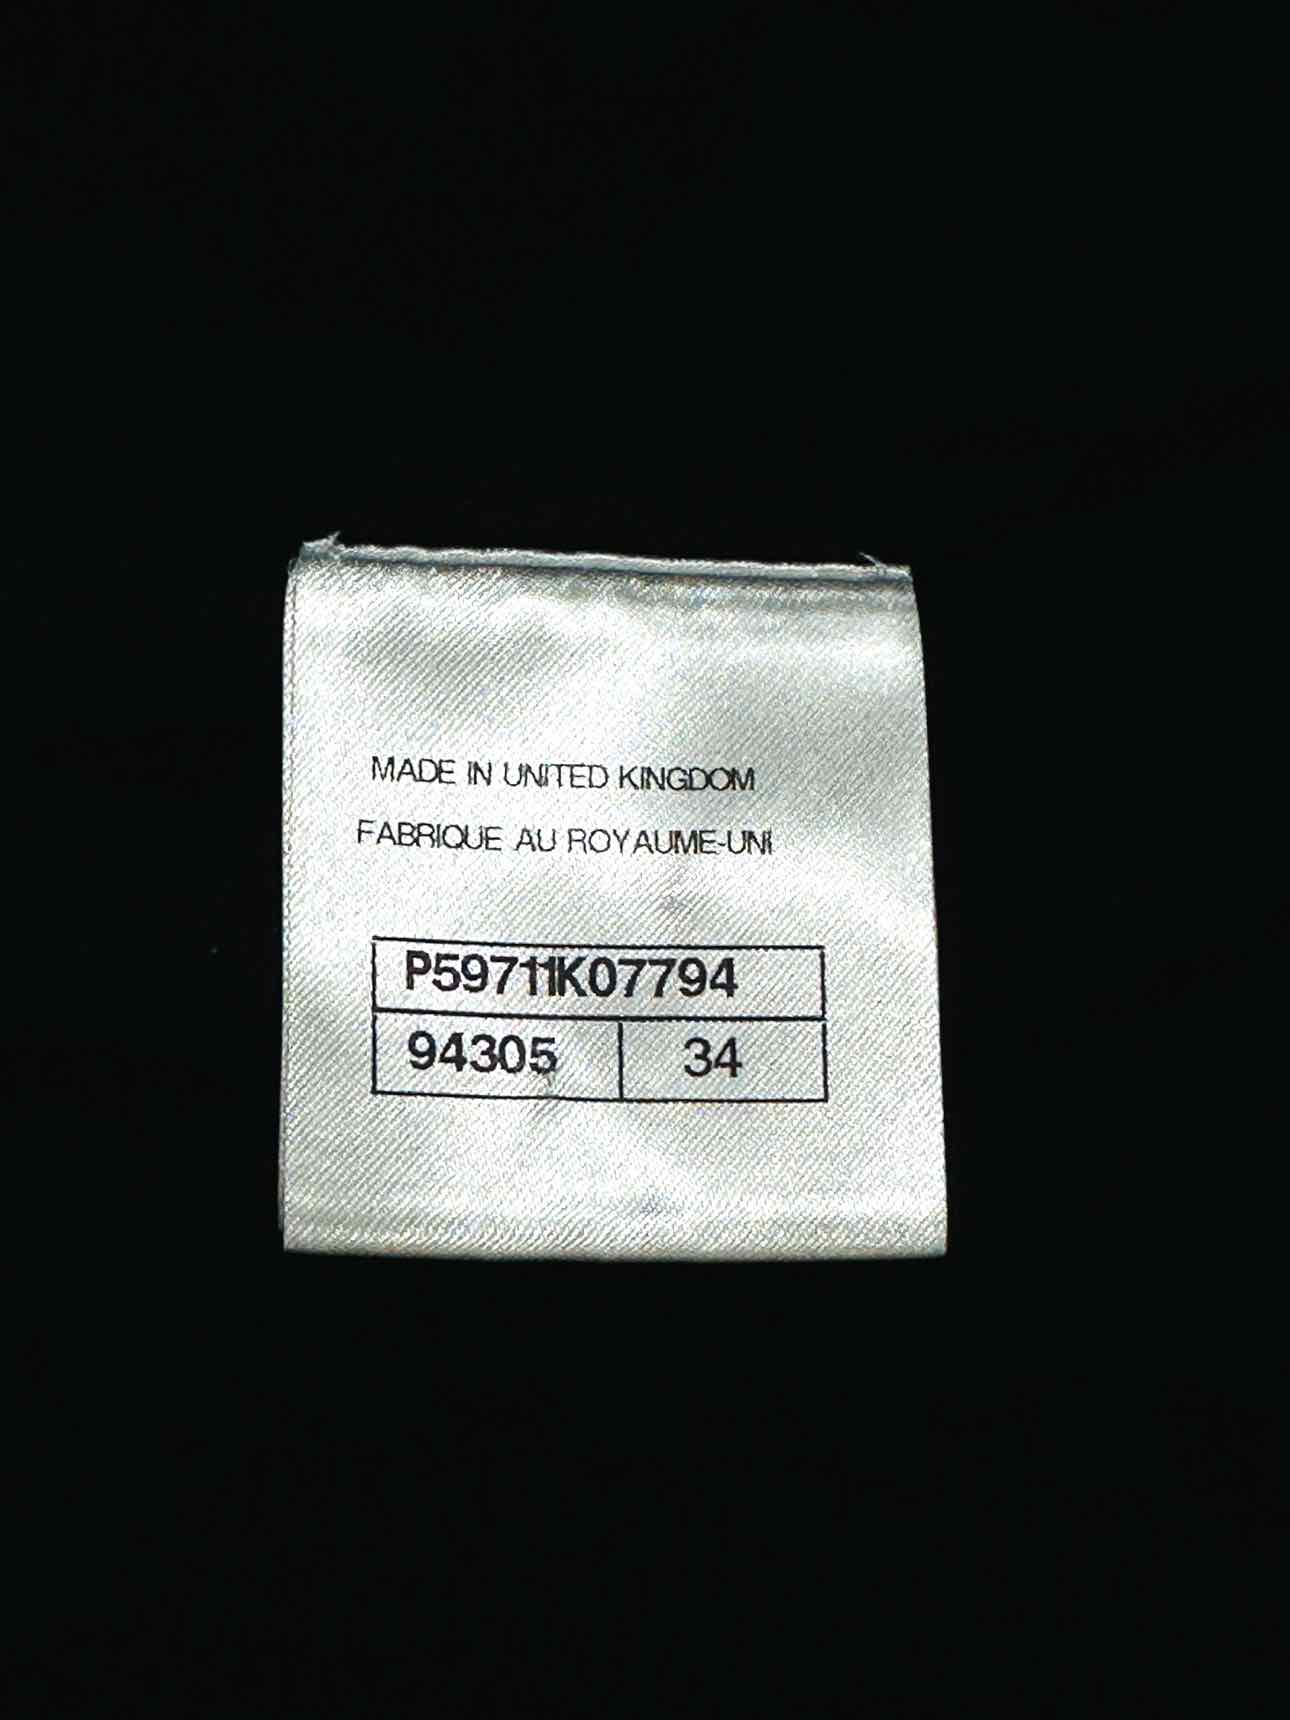 MADE IN UNITED KINGDOM
FABRIQUE AU ROYAUME-UNI
P59711K07794
94305 34